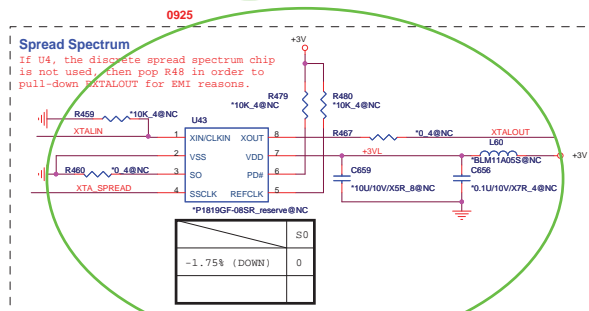 0925
Spread Spectrum
If U4, the discrete spread spectrum chip
is not used, then pop R48 in order to
pull-down EXTALOUT for EMI reasons.
+3V
R479
*10K_4@NC
R480
*10K_4@NC
R459
*10K_4@NC
XTALIN
U43
1 XIN/CLKIN XOUT 8
2 VSS VDD 7
3 SO PD# 6
4 SSCLK REFCLK 5
*P1819GF-08SR_reserve@NC
R460
*0_4@NC
XTA_SPREAD
R467
*0_4@NC
XTALOUT
+3VL
L60
*BLM11A05S@NC
+3V
C659
*10U/10V/X5R_8@NC
C656
*0.1U/10V/X7R_4@NC
S0
-1.75% (DOWN) 0